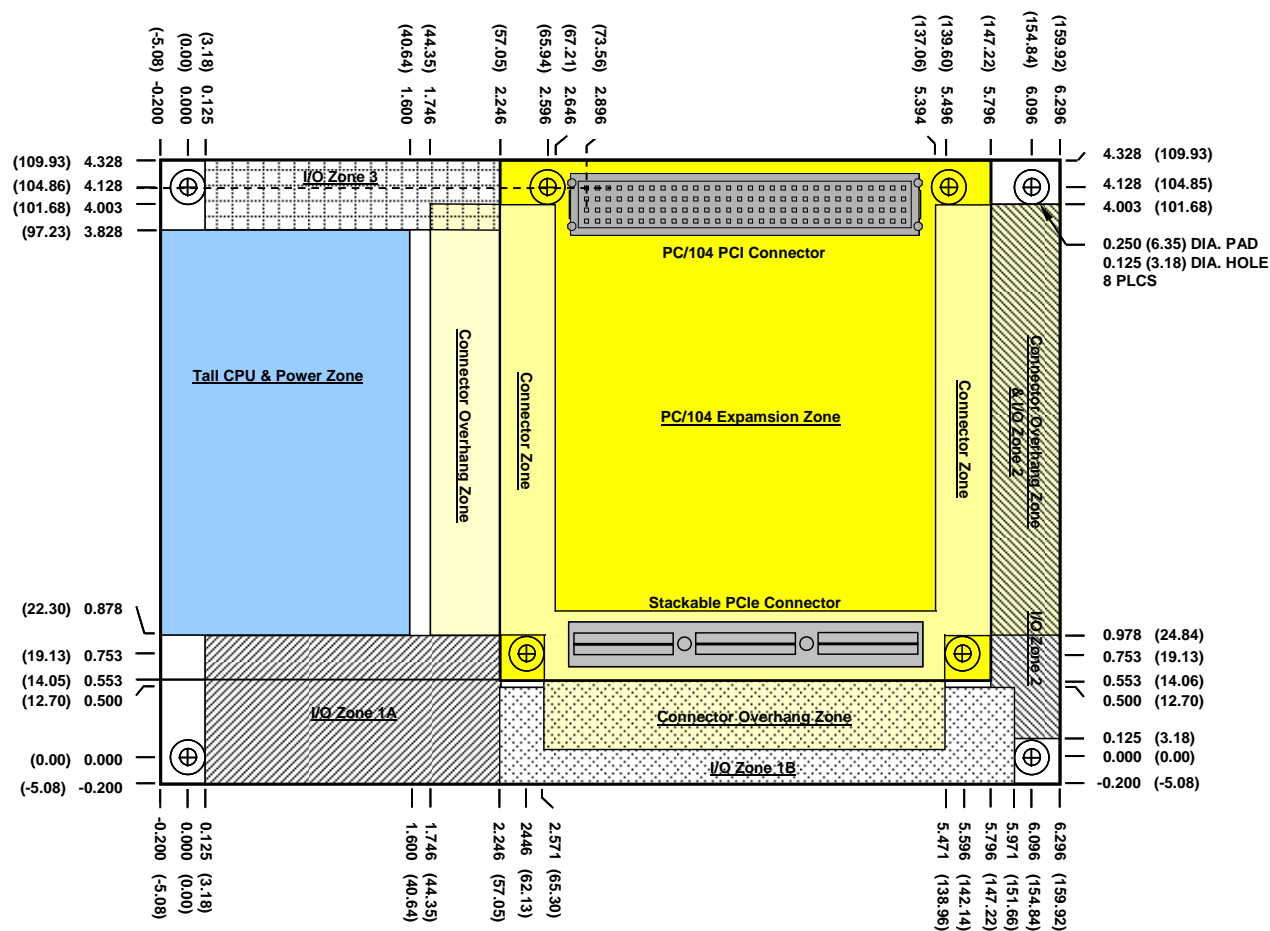 (-5.08) -0.200
(0.00) 0.000
(3.18) 0.125
(40.64) 1.600
(44.35) 1.746
(57.05) 2.246
(65.94) 2.596
(67.21) 2.646
(73.56) 2.896
(137.06) 5.394
(139.60) 5.496
(147.22) 5.796
(154.84) 6.096
(159.92) 6.296
(109.93) 4.328
(104.86) 4.128
(101.68) 4.003
(97.23) 3.828
(22.30) 0.878
(19.13) 0.753
(14.05) 0.553
(12.70) 0.500
(0.00) 0.000
(-5.08) -0.200
I/O Zone 3
PC/104 PCI Connector
Tall CPU & Power Zone
Connector Overhang Zone
Connector Zone
PC/104 Expamsion Zone
Connector Zone
Connector Overhang Zone
& I/O Zone 2
Stackable PCIe Connector
I/O Zone 2
I/O Zone 1A
Connector Overhang Zone
I/O Zone 1B
4.328 (109.93)
4.128 (104.85)
4.003 (101.68)
0.250 (6.35) DIA. PAD
0.125 (3.18) DIA. HOLE
8 PLCS
0.978 (24.84)
0.753 (19.13)
0.553 (14.06)
0.500 (12.70)
0.125 (3.18)
0.000 (0.00)
-0.200 (-5.08)
-0.200 (-5.08)
0.000 (0.00)
0.125 (3.18)
1.600 (40.64)
1.746 (44.35)
2.246 (57.05)
2446 (62.13)
2.571 (65.30)
5.471 (138.96)
5.596 (142.14)
5.796 (147.22)
5.971 (151.66)
6.096 (154.84)
6.296 (159.92)